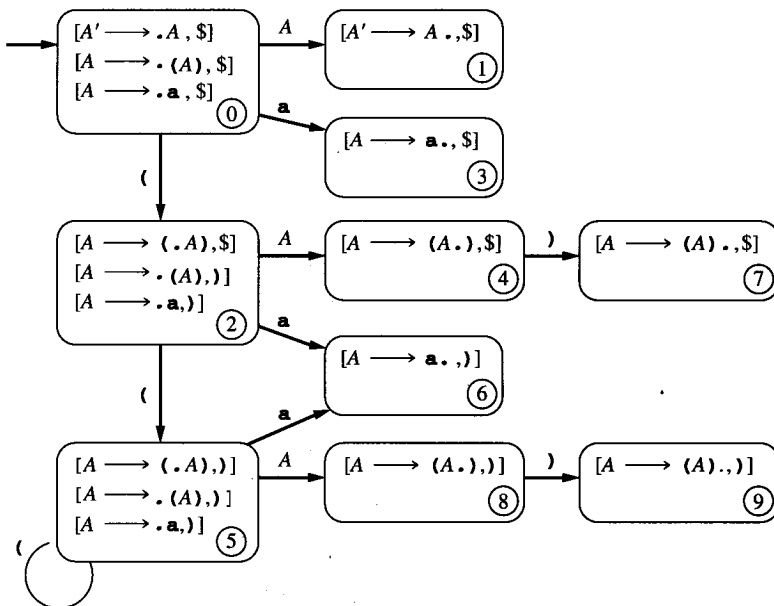 [A' ⟶ .A, $]
[A ⟶ .(A), $]
[A ⟶ .a, $]
0
A
[A' ⟶ A., $]
1
a
[A ⟶ a., $]
3
(
[A ⟶ (.A),$]
[A ⟶ .(A),)]
[A ⟶ .a,)]
2
A
[A ⟶ (A.),$]
4
)
[A ⟶ (A).,$]
7
a
[A ⟶ a.,)]
6
(
a
[A ⟶ (.A),)]
[A ⟶ .(A),)]
[A ⟶ .a,)]
5
A
[A ⟶ (A.),)]
8
)
[A ⟶ (A).,)]
9
(